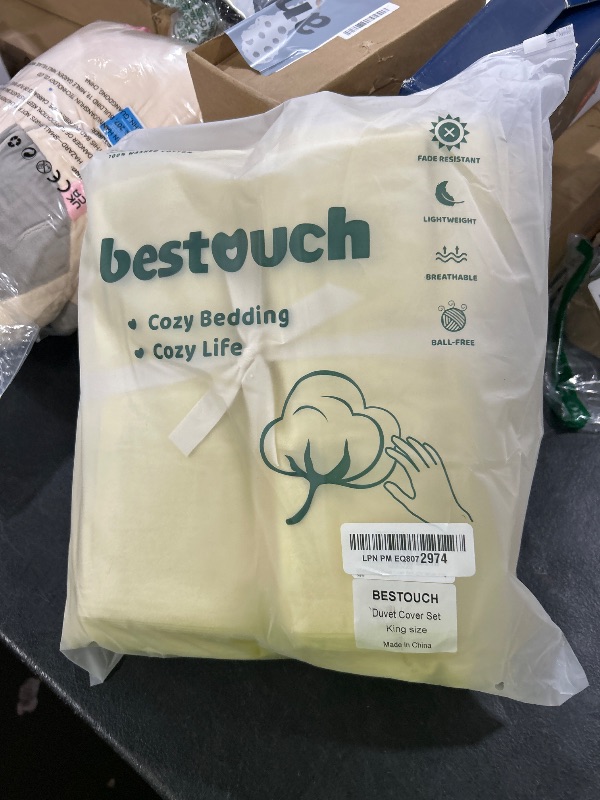 100% WASHED COTTON
bestouch
Cozy Bedding
Cozy Life
FADE RESISTANT
LIGHTWEIGHT
BREATHABLE
BALL-FREE
LPN PM EQ8072974
BESTOUCH
Duvet Cover Set
King size
Made In China